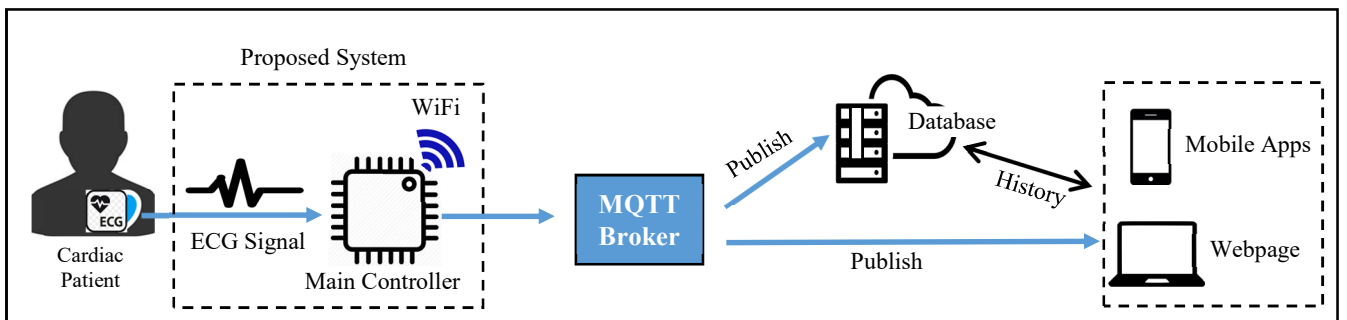 Proposed System
WiFi
ECG
ECG Signal
Cardiac
Patient
Main Controller
MQTT
Broker
Publish
Publish
Database
History
Mobile Apps
Webpage